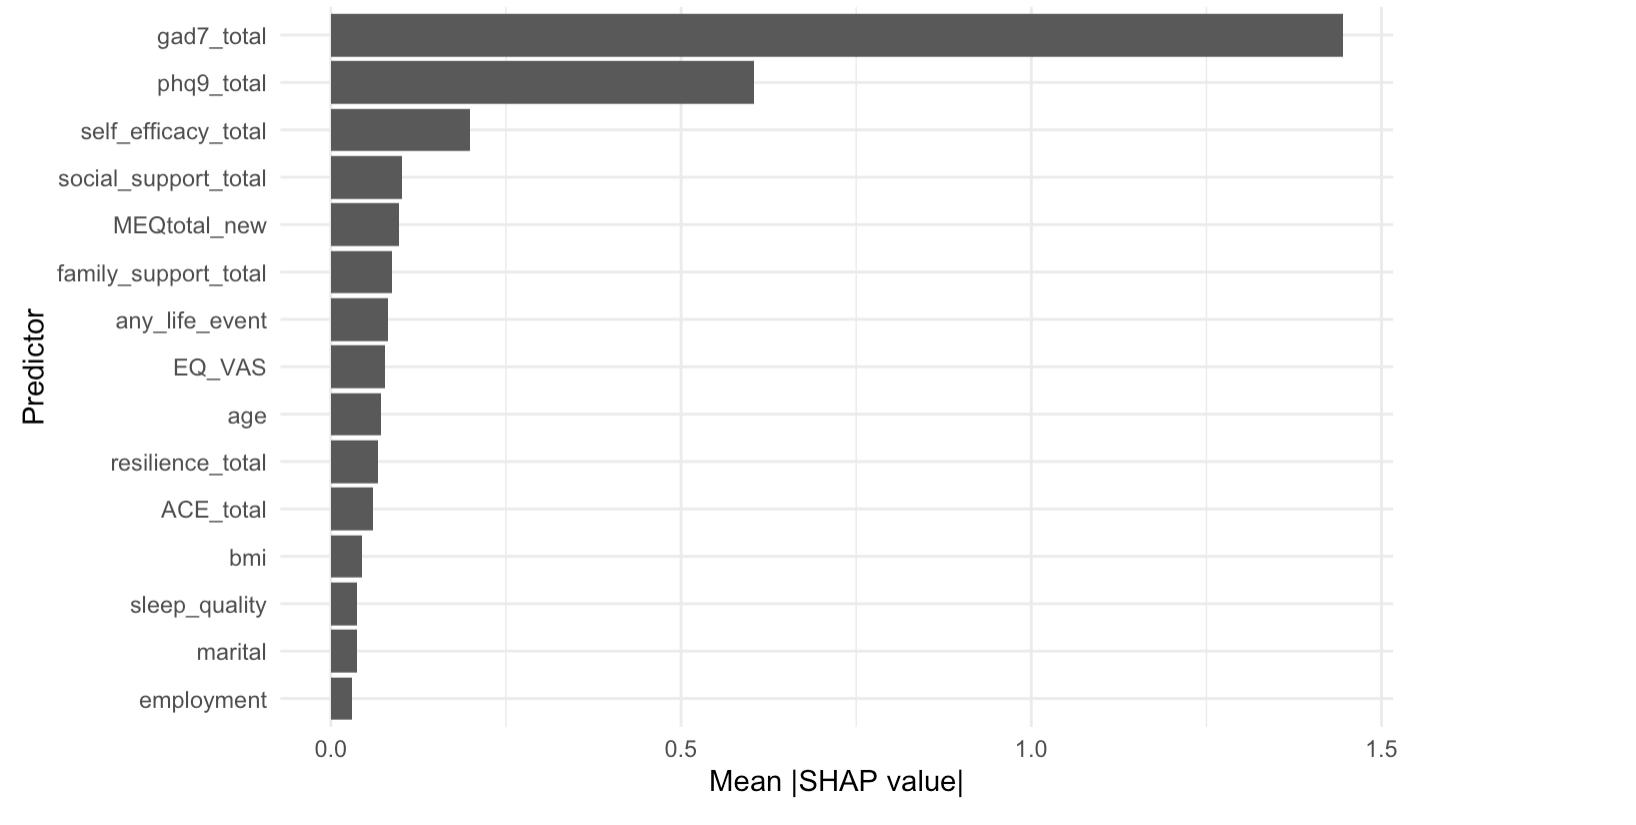 gad7_total
phq9_total
self_efficacy_total
social_support_total
MEQtotal_new
family_support_total
any_life_event
EQ_VAS
age
resilience_total
ACE_total
bmi
sleep_quality
marital
employment
Predictor
0.0 0.5 1.0 1.5
Mean |SHAP value|